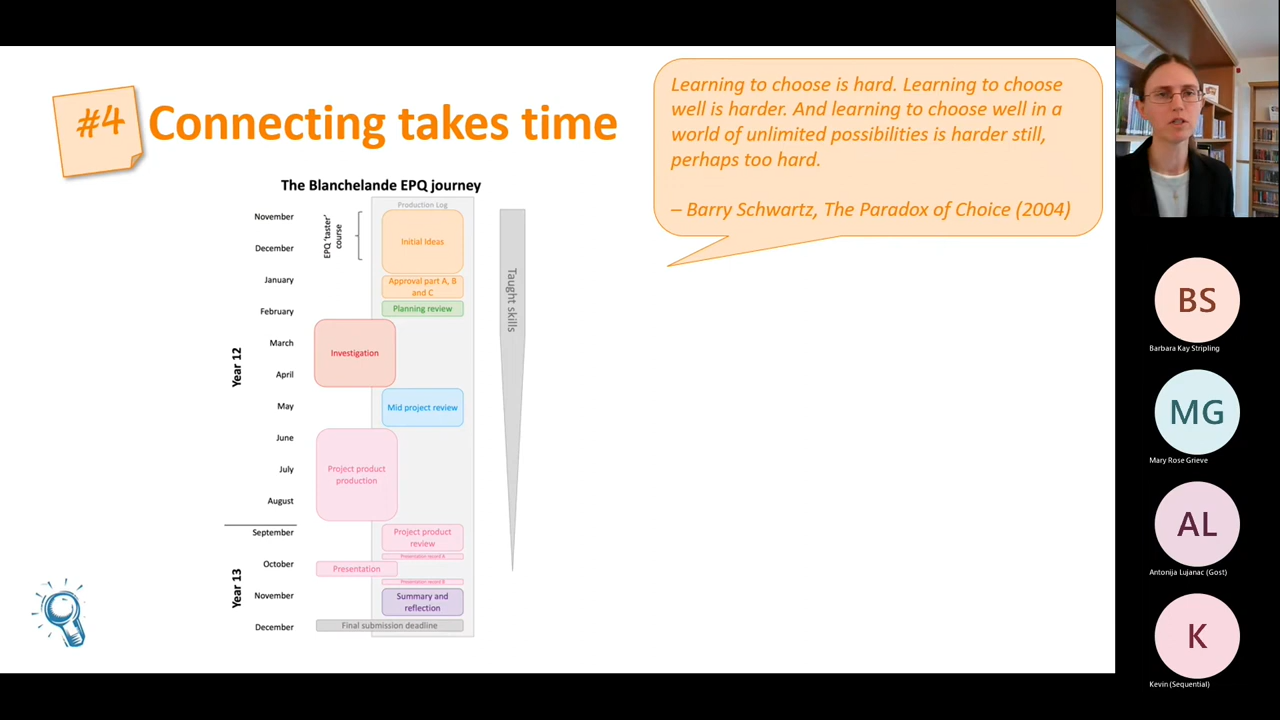 #4
Connecting takes time
Learning to choose is hard. Learning to choose
well is harder. And learning to choose well in a
world of unlimited possibilities is harder still,
perhaps too hard.
– Barry Schwartz, The Paradox of Choice (2004)
The Blanchelande EPQ journey
Production Log
November
EPQ 'taster'
course
Initial Ideas
December
January
Approval part A, B
and C
February
Planning review
Taught skills
Year 12
March
Investigation
April
May
Mid project review
June
July
Project product
production
August
September
Project product
review
Presentation record A
Year 13
October
Presentation
Presentation record B
November
Summary and
reflection
December
Final submission deadline
BS
Barbara Kay Stripling
MG
Mary Rose Grieve
AL
Antonija Lujanac (Gost)
K
Kevin (Sequential)